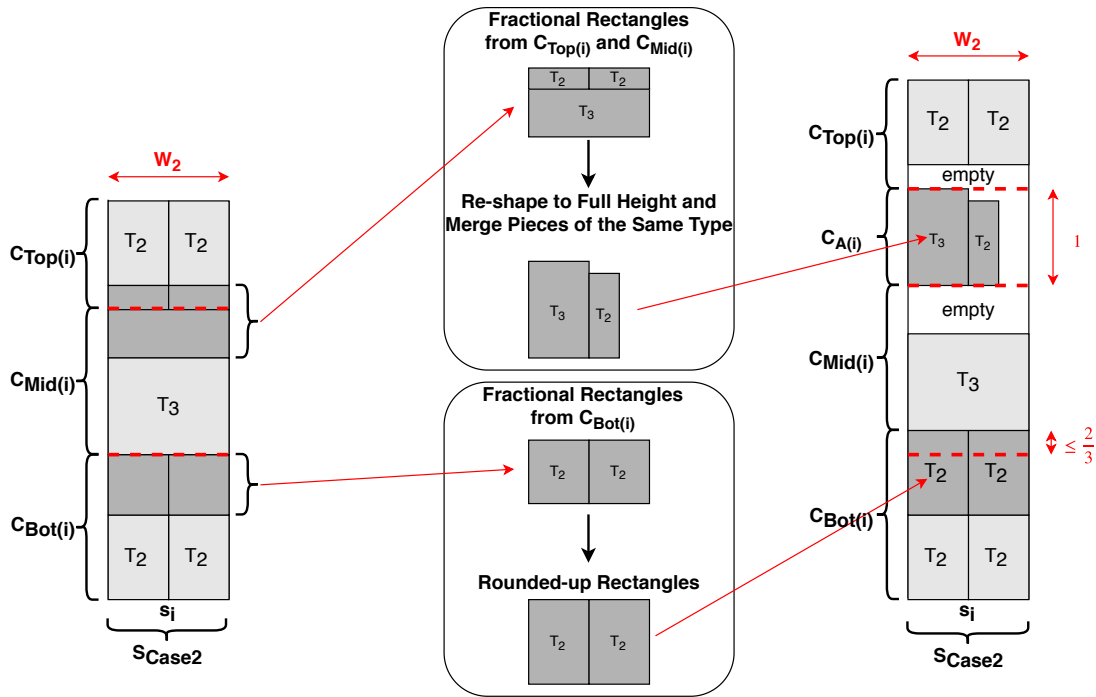 W2
CTop(i)
T2 T2
CMid(i)
T3
CBot(i)
T2 T2
si
SCase2
Fractional Rectangles
from CTop(i) and CMid(i)
T2 T2
T3
Re-shape to Full Height and
Merge Pieces of the Same Type
T3 T2
Fractional Rectangles
from CBot(i)
T2 T2
Rounded-up Rectangles
T2 T2
W2
CTop(i)
T2 T2
empty
CA(i)
T3 T2
1
empty
CMid(i)
T3
≤ 2/3
CBot(i)
T2 T2
T2 T2
si
SCase2